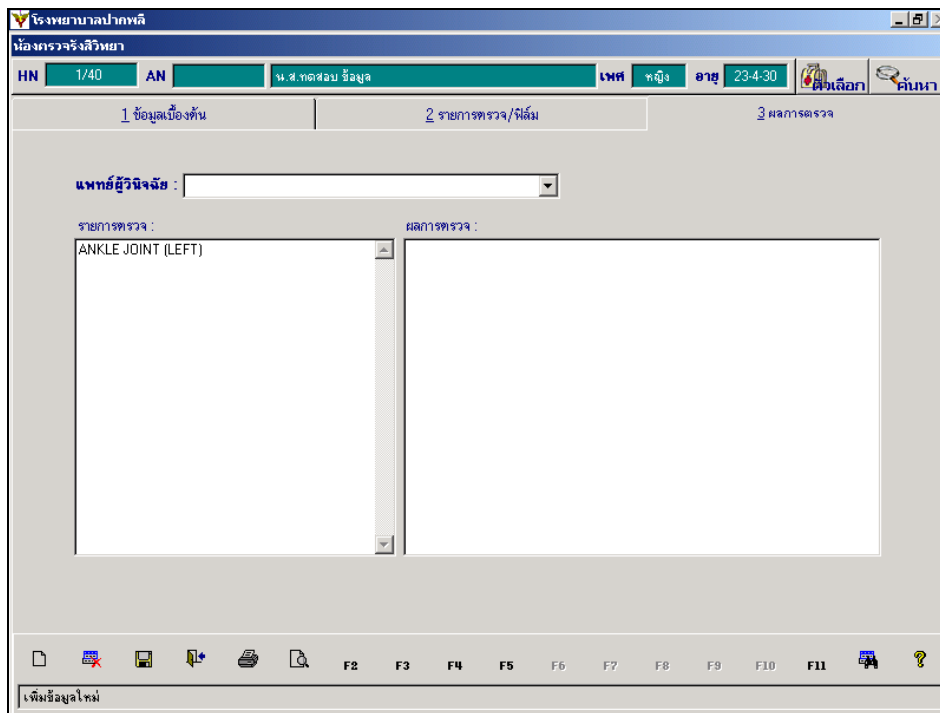 โรงพยาบาลปากพลี
ห้องตรวจรังสีวิทยา
HN 1/40 AN น.ส.ทดสอบ ข้อมูล เพศ หญิง อายุ 23-4-30 ตัวเลือก ค้นหา
1 ข้อมูลเบื้องต้น 2 รายการตรวจ/ฟิล์ม 3 ผลการตรวจ
แพทย์ผู้วินิจฉัย :
รายการตรวจ : ผลการตรวจ :
ANKLE JOINT (LEFT)
F2 F3 F4 F5 F6 F7 F8 F9 F10 F11
เพิ่มข้อมูลใหม่